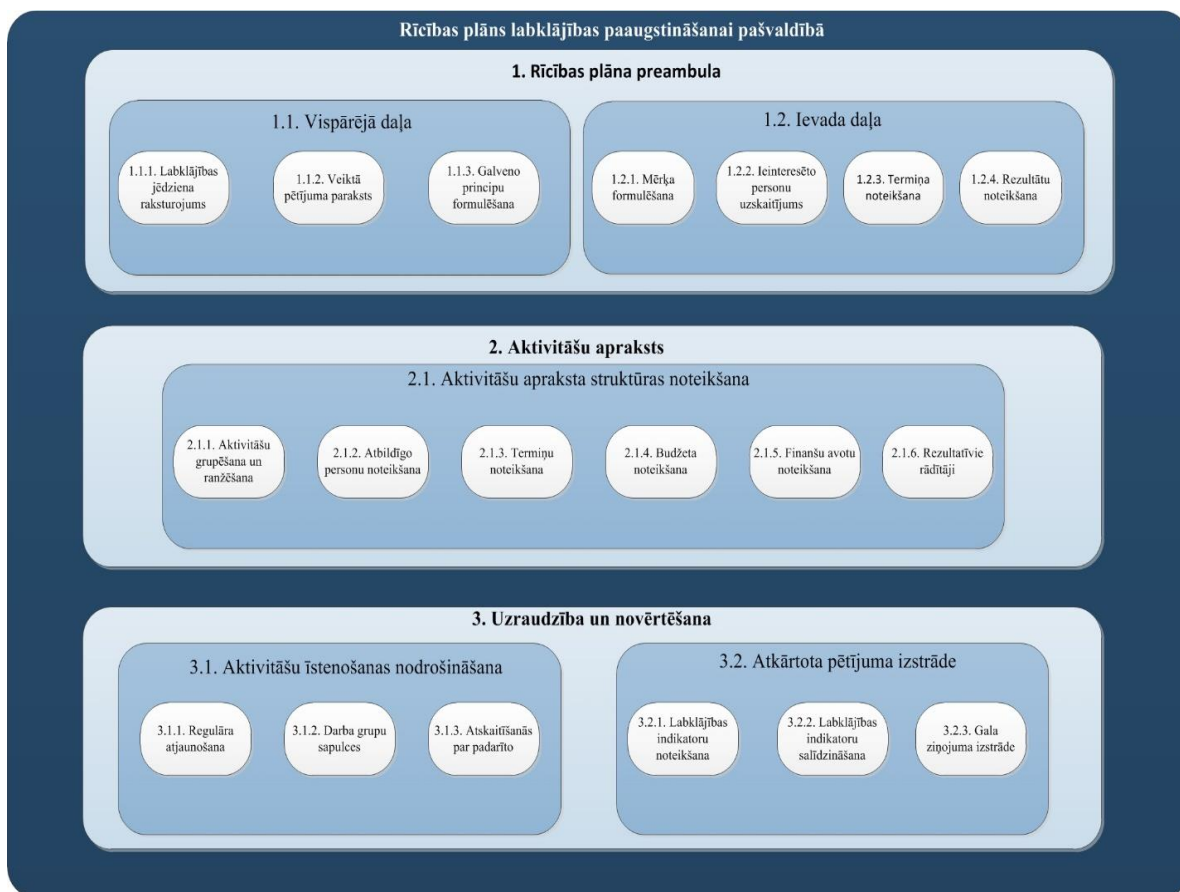 Rīcības plāns labklājības paaugstināšanai pašvaldībā
1. Rīcības plāna preambula
1.1. Vispārējā daļa
1.1.1. Labklājības
jēdziena
raksturojums
1.1.2. Veiktā
pētījuma paraksts
1.1.3. Galveno
principu
formulēšana
1.2. Ievada daļa
1.2.1. Mērķa
formulēšana
1.2.2. Ieinteresēto
personu
uzskaitījums
1.2.3. Termiņa
noteikšana
1.2.4. Rezultātu
noteikšana
2. Aktivitāšu apraksts
2.1. Aktivitāšu apraksta struktūras noteikšana
2.1.1. Aktivitāšu
grupēšana un
ranžēšana
2.1.2. Atbildīgo
personu noteikšana
2.1.3. Termiņu
noteikšana
2.1.4. Budžeta
noteikšana
2.1.5. Finanšu avotu
noteikšana
2.1.6. Rezultatīvie
rādītāji
3. Uzraudzība un novērtēšana
3.1. Aktivitāšu īstenošanas nodrošināšana
3.1.1. Regulāra
atjaunošana
3.1.2. Darba grupu
sapulces
3.1.3. Atskaitīšanās
par padarīto
3.2. Atkārtota pētījuma izstrāde
3.2.1. Labklājības
indikatoru
noteikšana
3.2.2. Labklājības
indikatoru
salīdzināšana
3.2.3. Gala
ziņojuma izstrāde